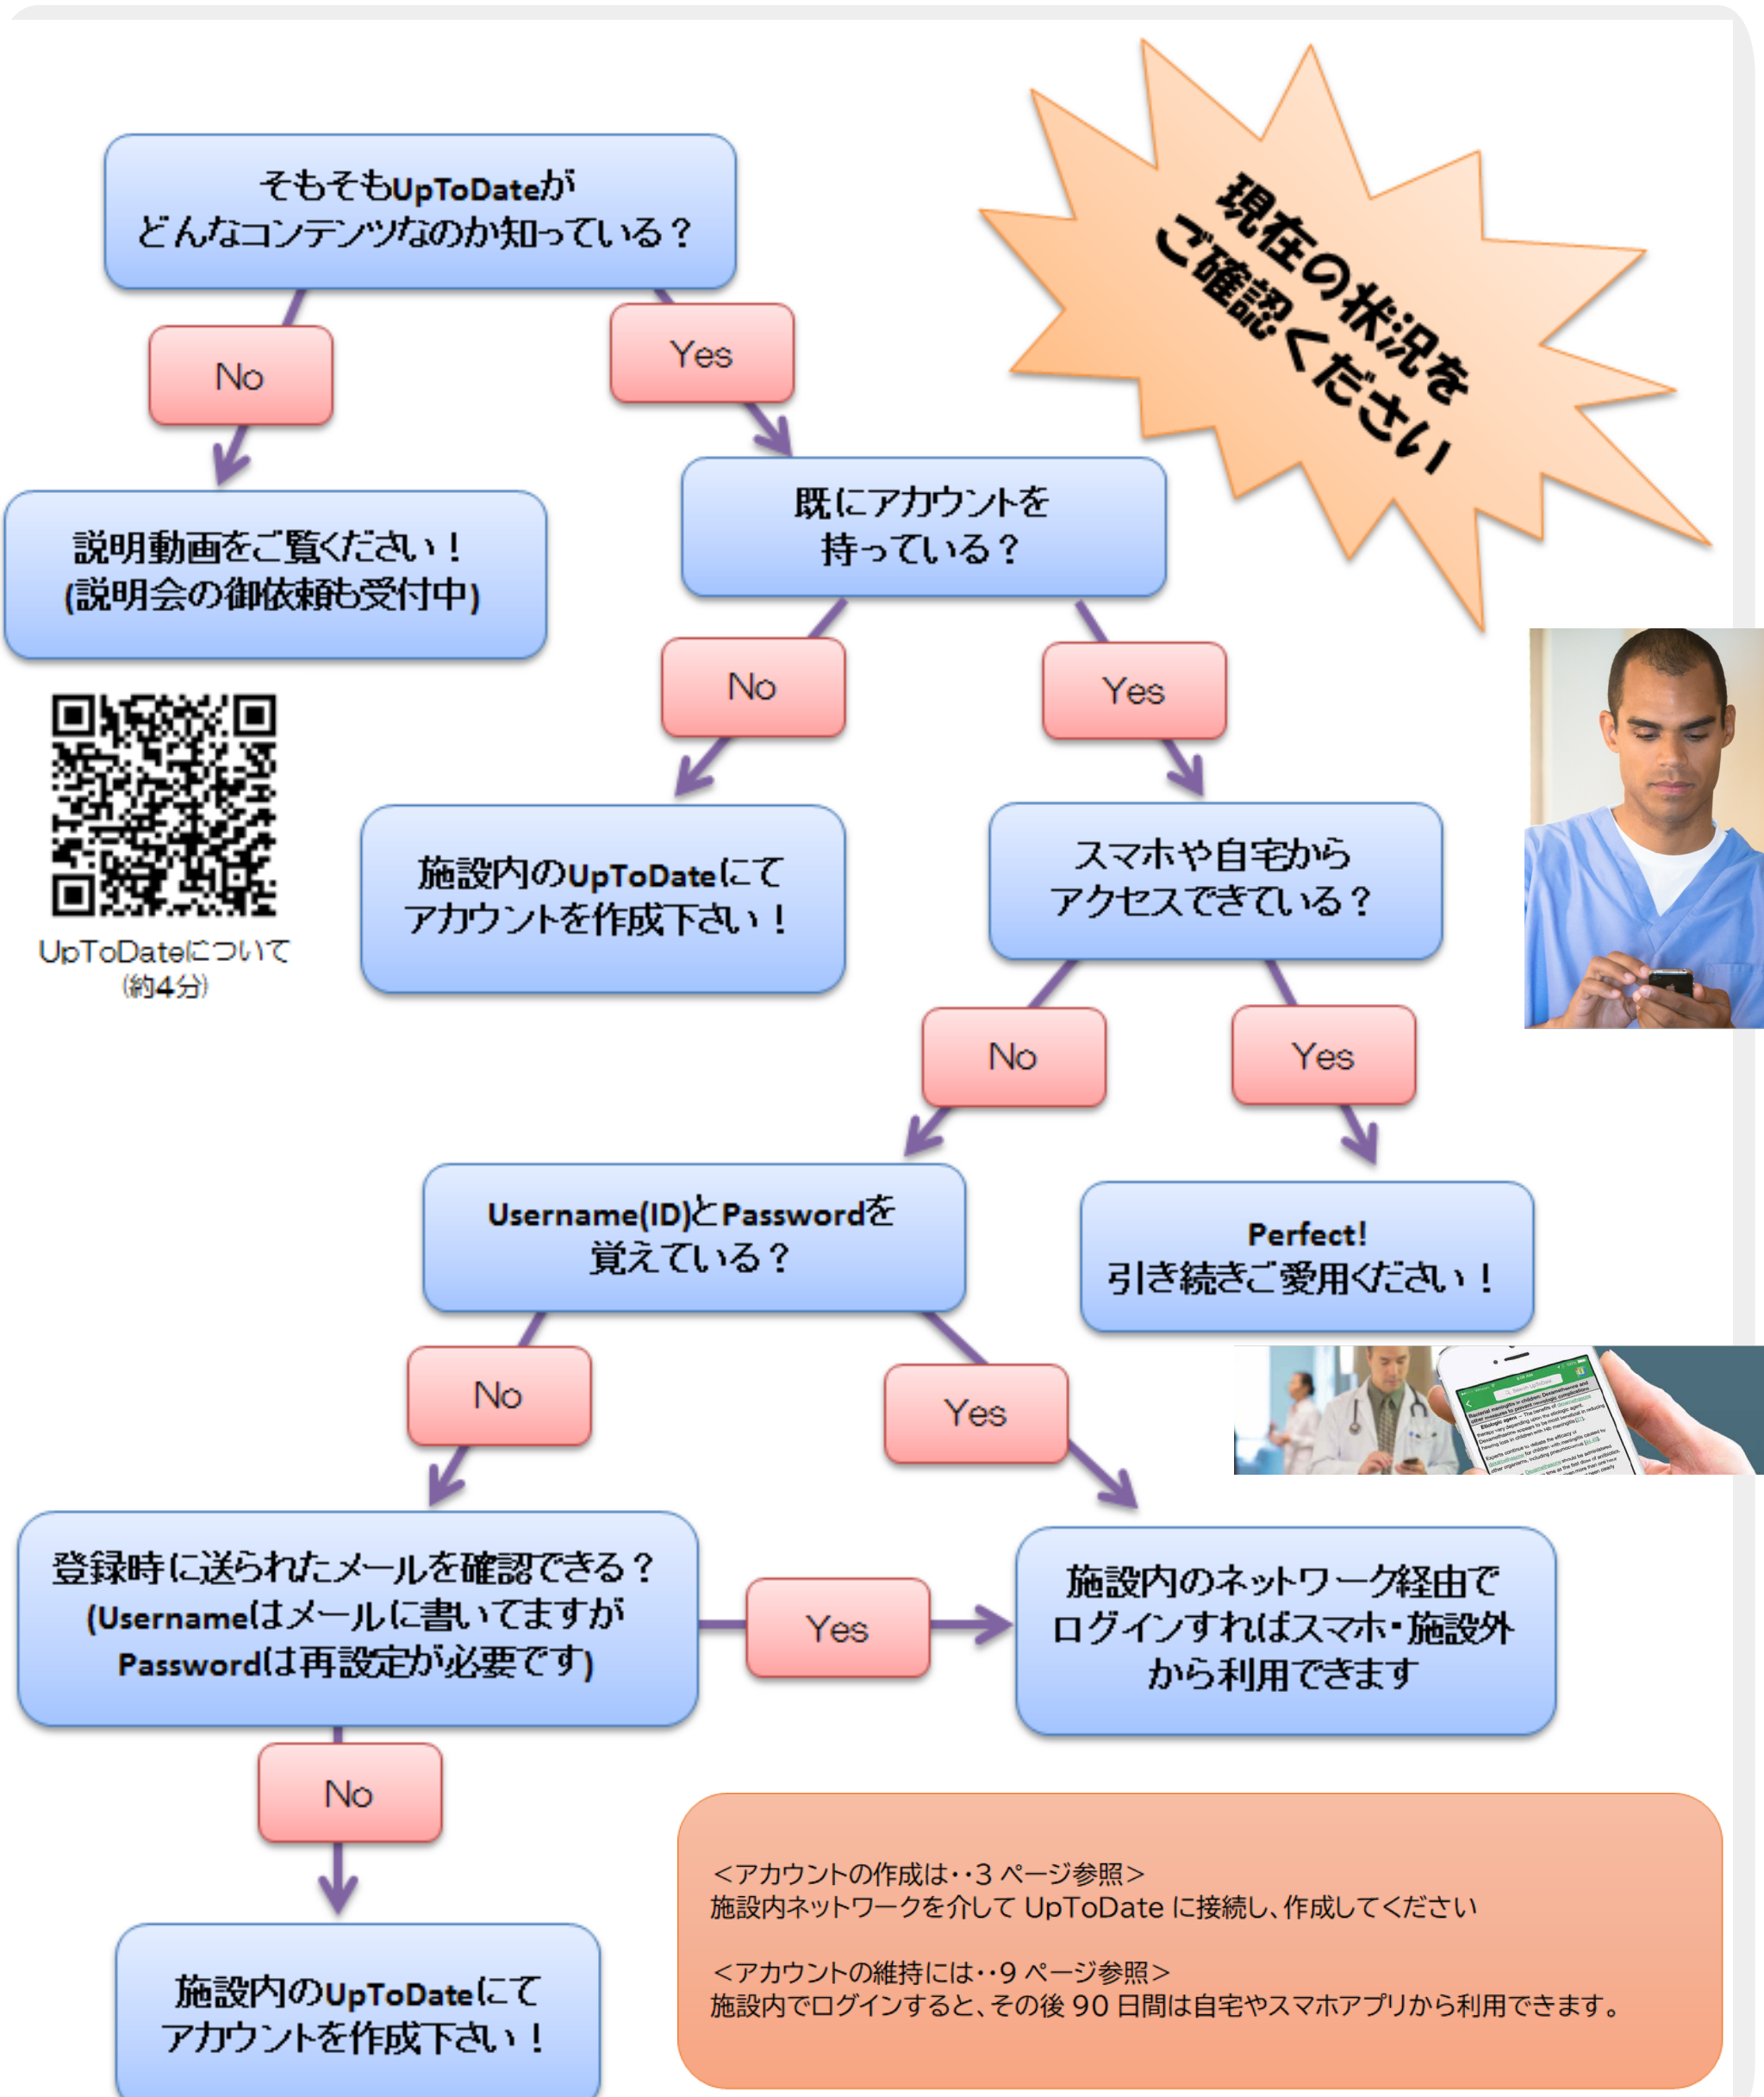 現在の状況を
ご確認ください
そもそもUpToDateが
どんなコンテンツなのか知っている？
No
Yes
説明動画をご覧ください！
(説明会の御依頼も受付中)
UpToDateについて
(約4分)
既にアカウントを
持っている？
No
Yes
施設内のUpToDateにて
アカウントを作成下さい！
スマホや自宅から
アクセスできている？
No
Yes
Username(ID)とPasswordを
覚えている？
Perfect!
引き続きご愛用ください！
No
Yes
登録時に送られたメールを確認できる？
(Usernameはメールに書いてますが
Passwordは再設定が必要です)
Yes
施設内のネットワーク経由で
ログインすればスマホ・施設外
から利用できます
No
施設内のUpToDateにて
アカウントを作成下さい！
＜アカウントの作成は・・3 ページ参照＞
施設内ネットワークを介して UpToDate に接続し、作成してください
＜アカウントの維持には・・9 ページ参照＞
施設内でログインすると、その後 90 日間は自宅やスマホアプリから利用できます。